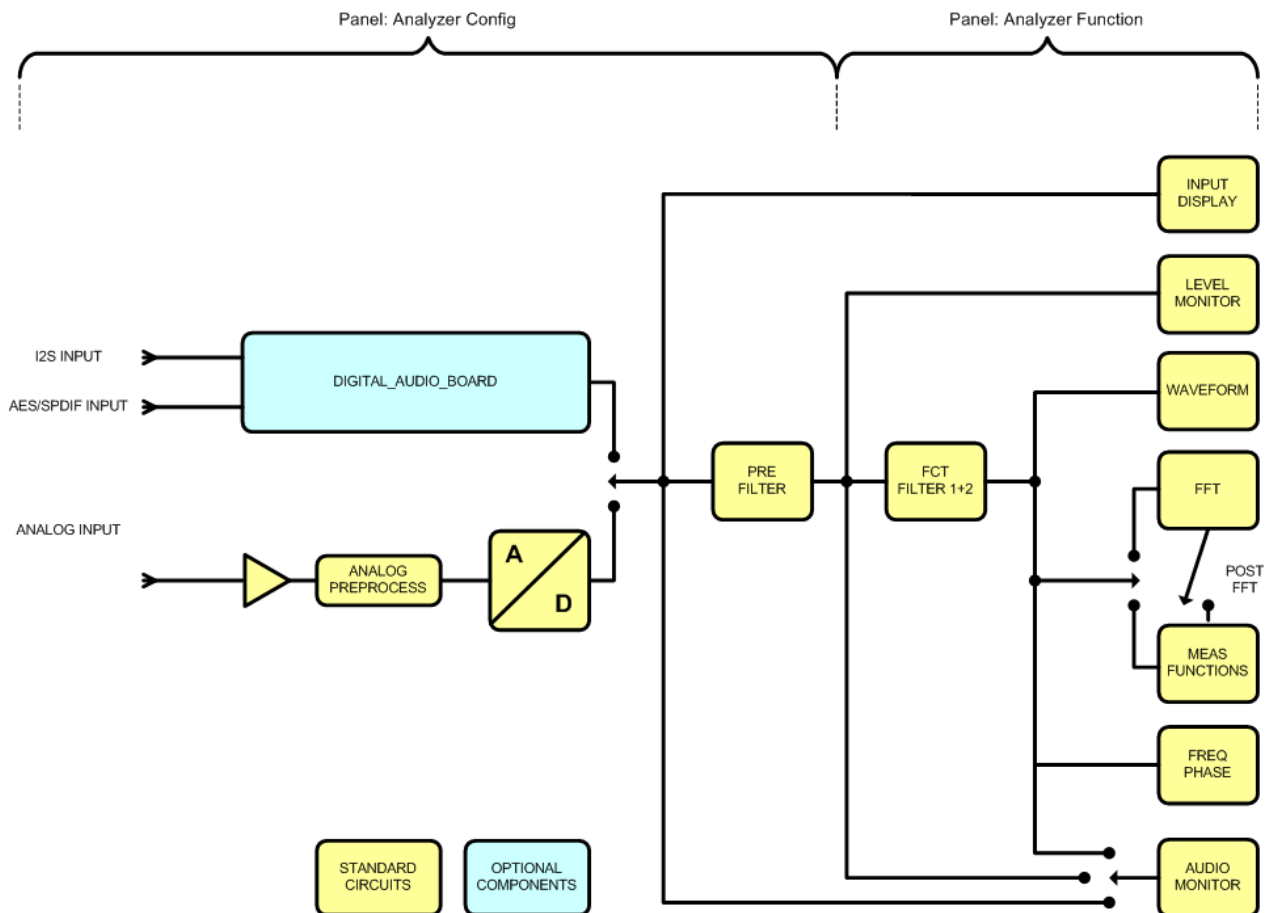 Panel: Analyzer Config
Panel: Analyzer Function
INPUT
DISPLAY
LEVEL
MONITOR
I2S INPUT
DIGITAL_AUDIO_BOARD
AES/SPDIF INPUT
WAVEFORM
PRE
FILTER
FCT
FILTER 1+2
FFT
ANALOG INPUT
ANALOG
PREPROCESS
A
D
POST
FFT
MEAS
FUNCTIONS
FREQ
PHASE
STANDARD
CIRCUITS
OPTIONAL
COMPONENTS
AUDIO
MONITOR